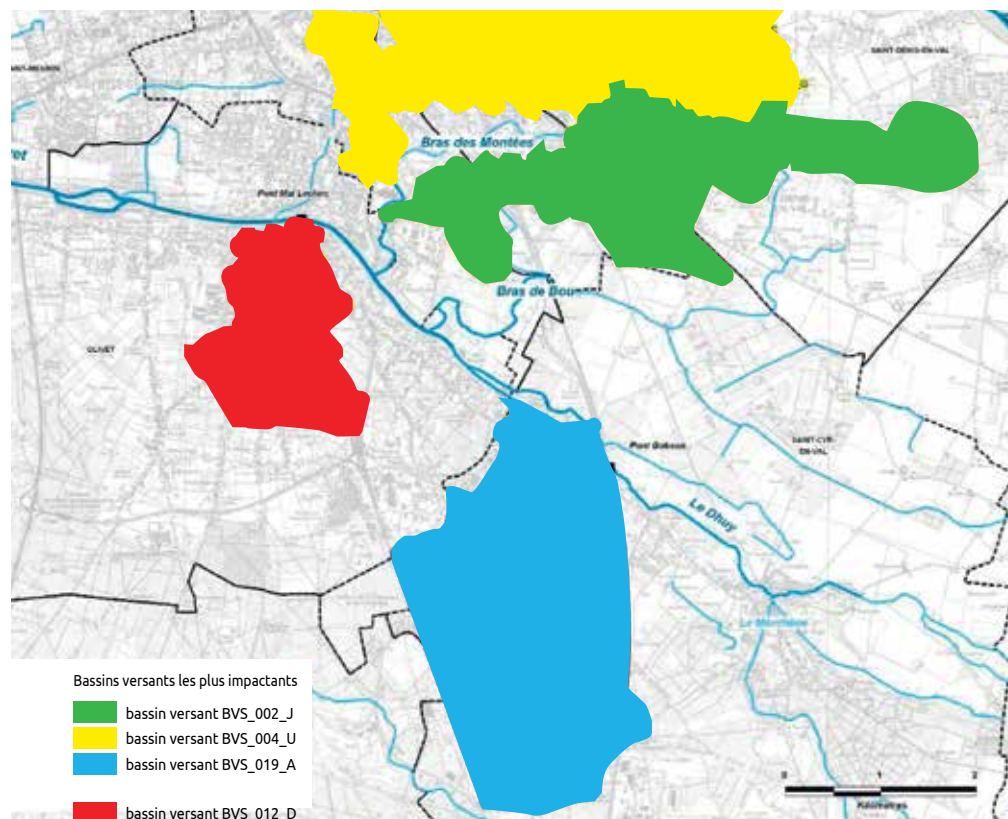 SAINT-DENIS-EN-VAL
Bras des Montées
Pont Mal Leclerc
Bras de Bou
OLIVET
SAINT-CYR-
EN-VAL
Pont Bobeau
Le Dhuy
Le Morchêne
Bassins versants les plus impactants
bassin versant BVS_002_J
bassin versant BVS_004_U
bassin versant BVS_019_A
bassin versant BVS_012_D
0 1 2
Kilomètres